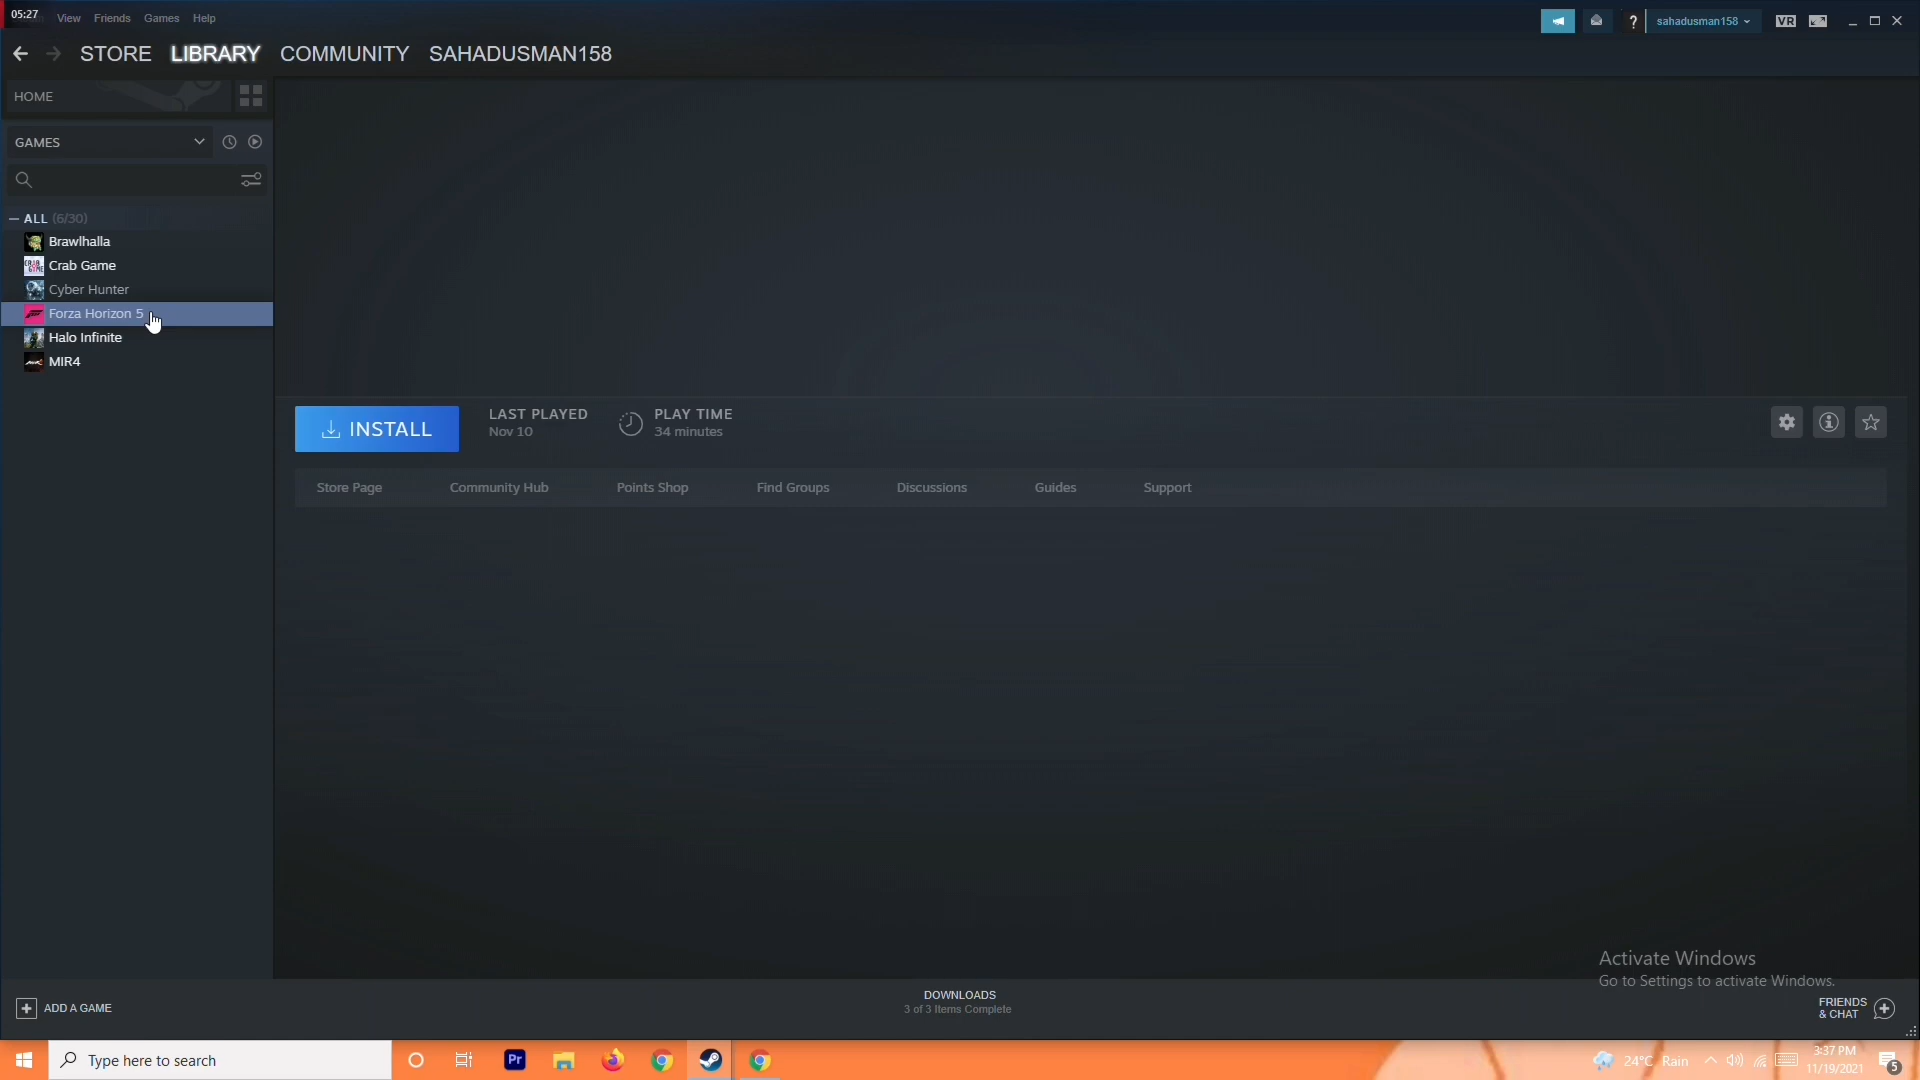 05:27
View Friends Games Help
sahadusman158
VR
STORE LIBRARY COMMUNITY SAHADUSMAN158
HOME
GAMES
ALL (6/30)
Brawlhalla
Crab Game
Cyber Hunter
Forza Horizon 5
Halo Infinite
MIR4
INSTALL
LAST PLAYED
Nov 10
PLAY TIME
34 minutes
Store Page Community Hub Points Shop Find Groups Discussions Guides Support
Activate Windows
Go to Settings to activate Windows.
ADD A GAME
DOWNLOADS
3 of 3 Items Complete
FRIENDS
& CHAT
Type here to search
Pr
24°C Rain
3:37 PM
11/19/2021
5